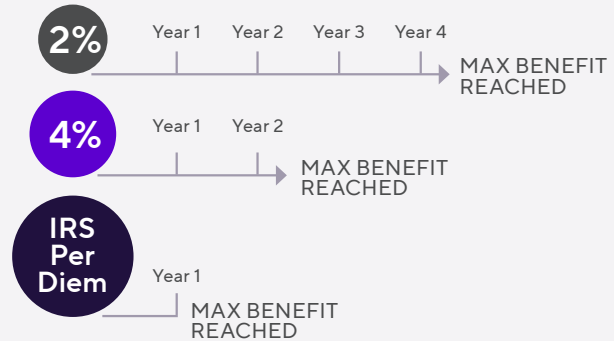 2%
Year 1 Year 2 Year 3 Year 4
MAX BENEFIT
REACHED
4%
Year 1 Year 2
MAX BENEFIT
REACHED
IRS
Per
Diem
Year 1
MAX BENEFIT
REACHED